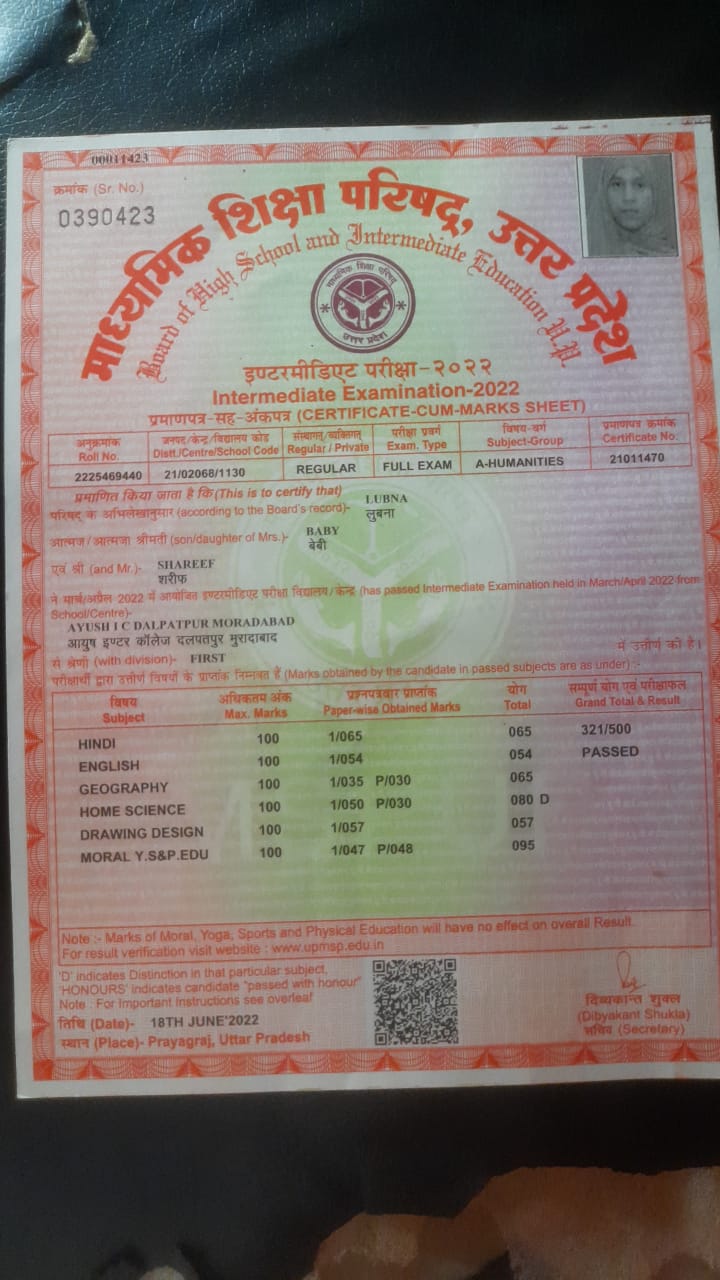 00011423
क्रमांक (Sr. No.)
0390423
माध्यमिक शिक्षा परिषद्, उत्तर प्रदेश
Board of High School and Intermediate Education U.P.
माध्यमिक शिक्षा परिषद्
उत्तर प्रदेश
इण्टरमीडिएट परीक्षा-२०२२
Intermediate Examination-2022
प्रमाणपत्र-सह-अंकपत्र (CERTIFICATE-CUM-MARKS SHEET)
अनुक्रमांक जनपद/केन्द्र/विद्यालय कोड संस्थागत/व्यक्तिगत परीक्षा प्रवर्ग विषय-वर्ग प्रमाणपत्र क्रमांक
Roll No. Distt./Centre/School Code Regular / Private Exam. Type Subject-Group Certificate No.
2225469440 21/02068/1130 REGULAR FULL EXAM A-HUMANITIES 21011470
प्रमाणित किया जाता है कि(This is to certify that)
परिषद के अभिलेखानुसार (according to the Board's record)- LUBNA
लुबना
आत्मज/आत्मजा श्रीमती (son/daughter of Mrs.)- BABY
बेबी
एवं श्री (and Mr.)- SHAREEF
शरीफ
ने मार्च/अप्रैल 2022 में आयोजित इण्टरमीडिएट परीक्षा विद्यालय/केन्द्र (has passed Intermediate Examination held in March/April 2022 from
School/Centre)-
AYUSH I C DALPATPUR MORADABAD
आयुष इण्टर कॉलेज दलपतपुर मुरादाबाद
में उत्तीर्ण की है।
से श्रेणी (with division)- FIRST
परीक्षार्थी द्वारा उत्तीर्ण विषयों के प्राप्तांक निम्नवत हैं (Marks obtained by the candidate in passed subjects are as under) :-
विषय अधिकतम अंक प्रश्नपत्रवार प्राप्तांक योग सम्पूर्ण योग एवं परीक्षाफल
Subject Max. Marks Paper-wise Obtained Marks Total Grand Total & Result
HINDI 100 1/065 065 321/500
ENGLISH 100 1/054 054 PASSED
GEOGRAPHY 100 1/035 P/030 065
HOME SCIENCE 100 1/050 P/030 080 D
DRAWING DESIGN 100 1/057 057
MORAL Y.S&P.EDU 100 1/047 P/048 095
Note :- Marks of Moral, Yoga, Sports and Physical Education will have no effect on overall Result.
For result verification visit website : www.upmsp.edu.in
'D' indicates Distinction in that particular subject,
'HONOURS' indicates candidate "passed with honour"
Note : For Important Instructions see overleaf
तिथि (Date)- 18TH JUNE'2022
स्थान (Place)- Prayagraj, Uttar Pradesh
दिव्यकान्त शुक्ल
(Dibyakant Shukla)
सचिव (Secretary)